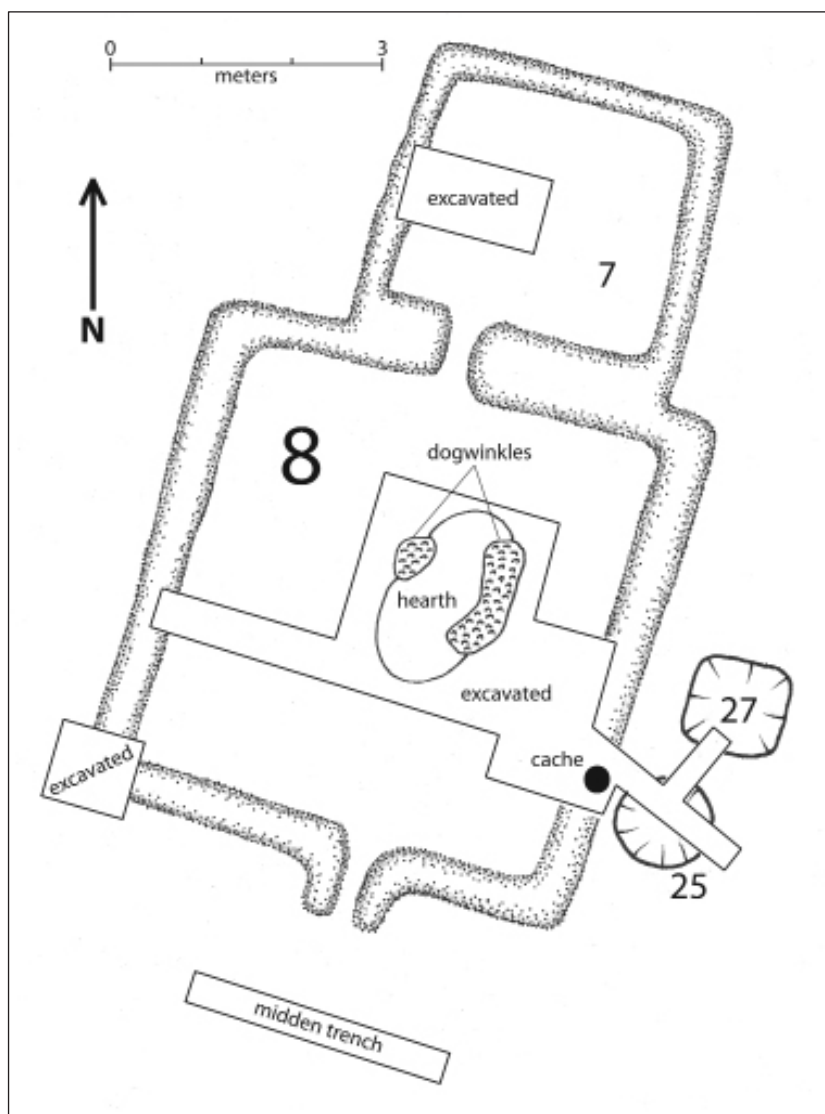 0 3
meters
excavated
7
N
8
dogwinkles
hearth
excavated
27
cache
excavated
25
midden trench